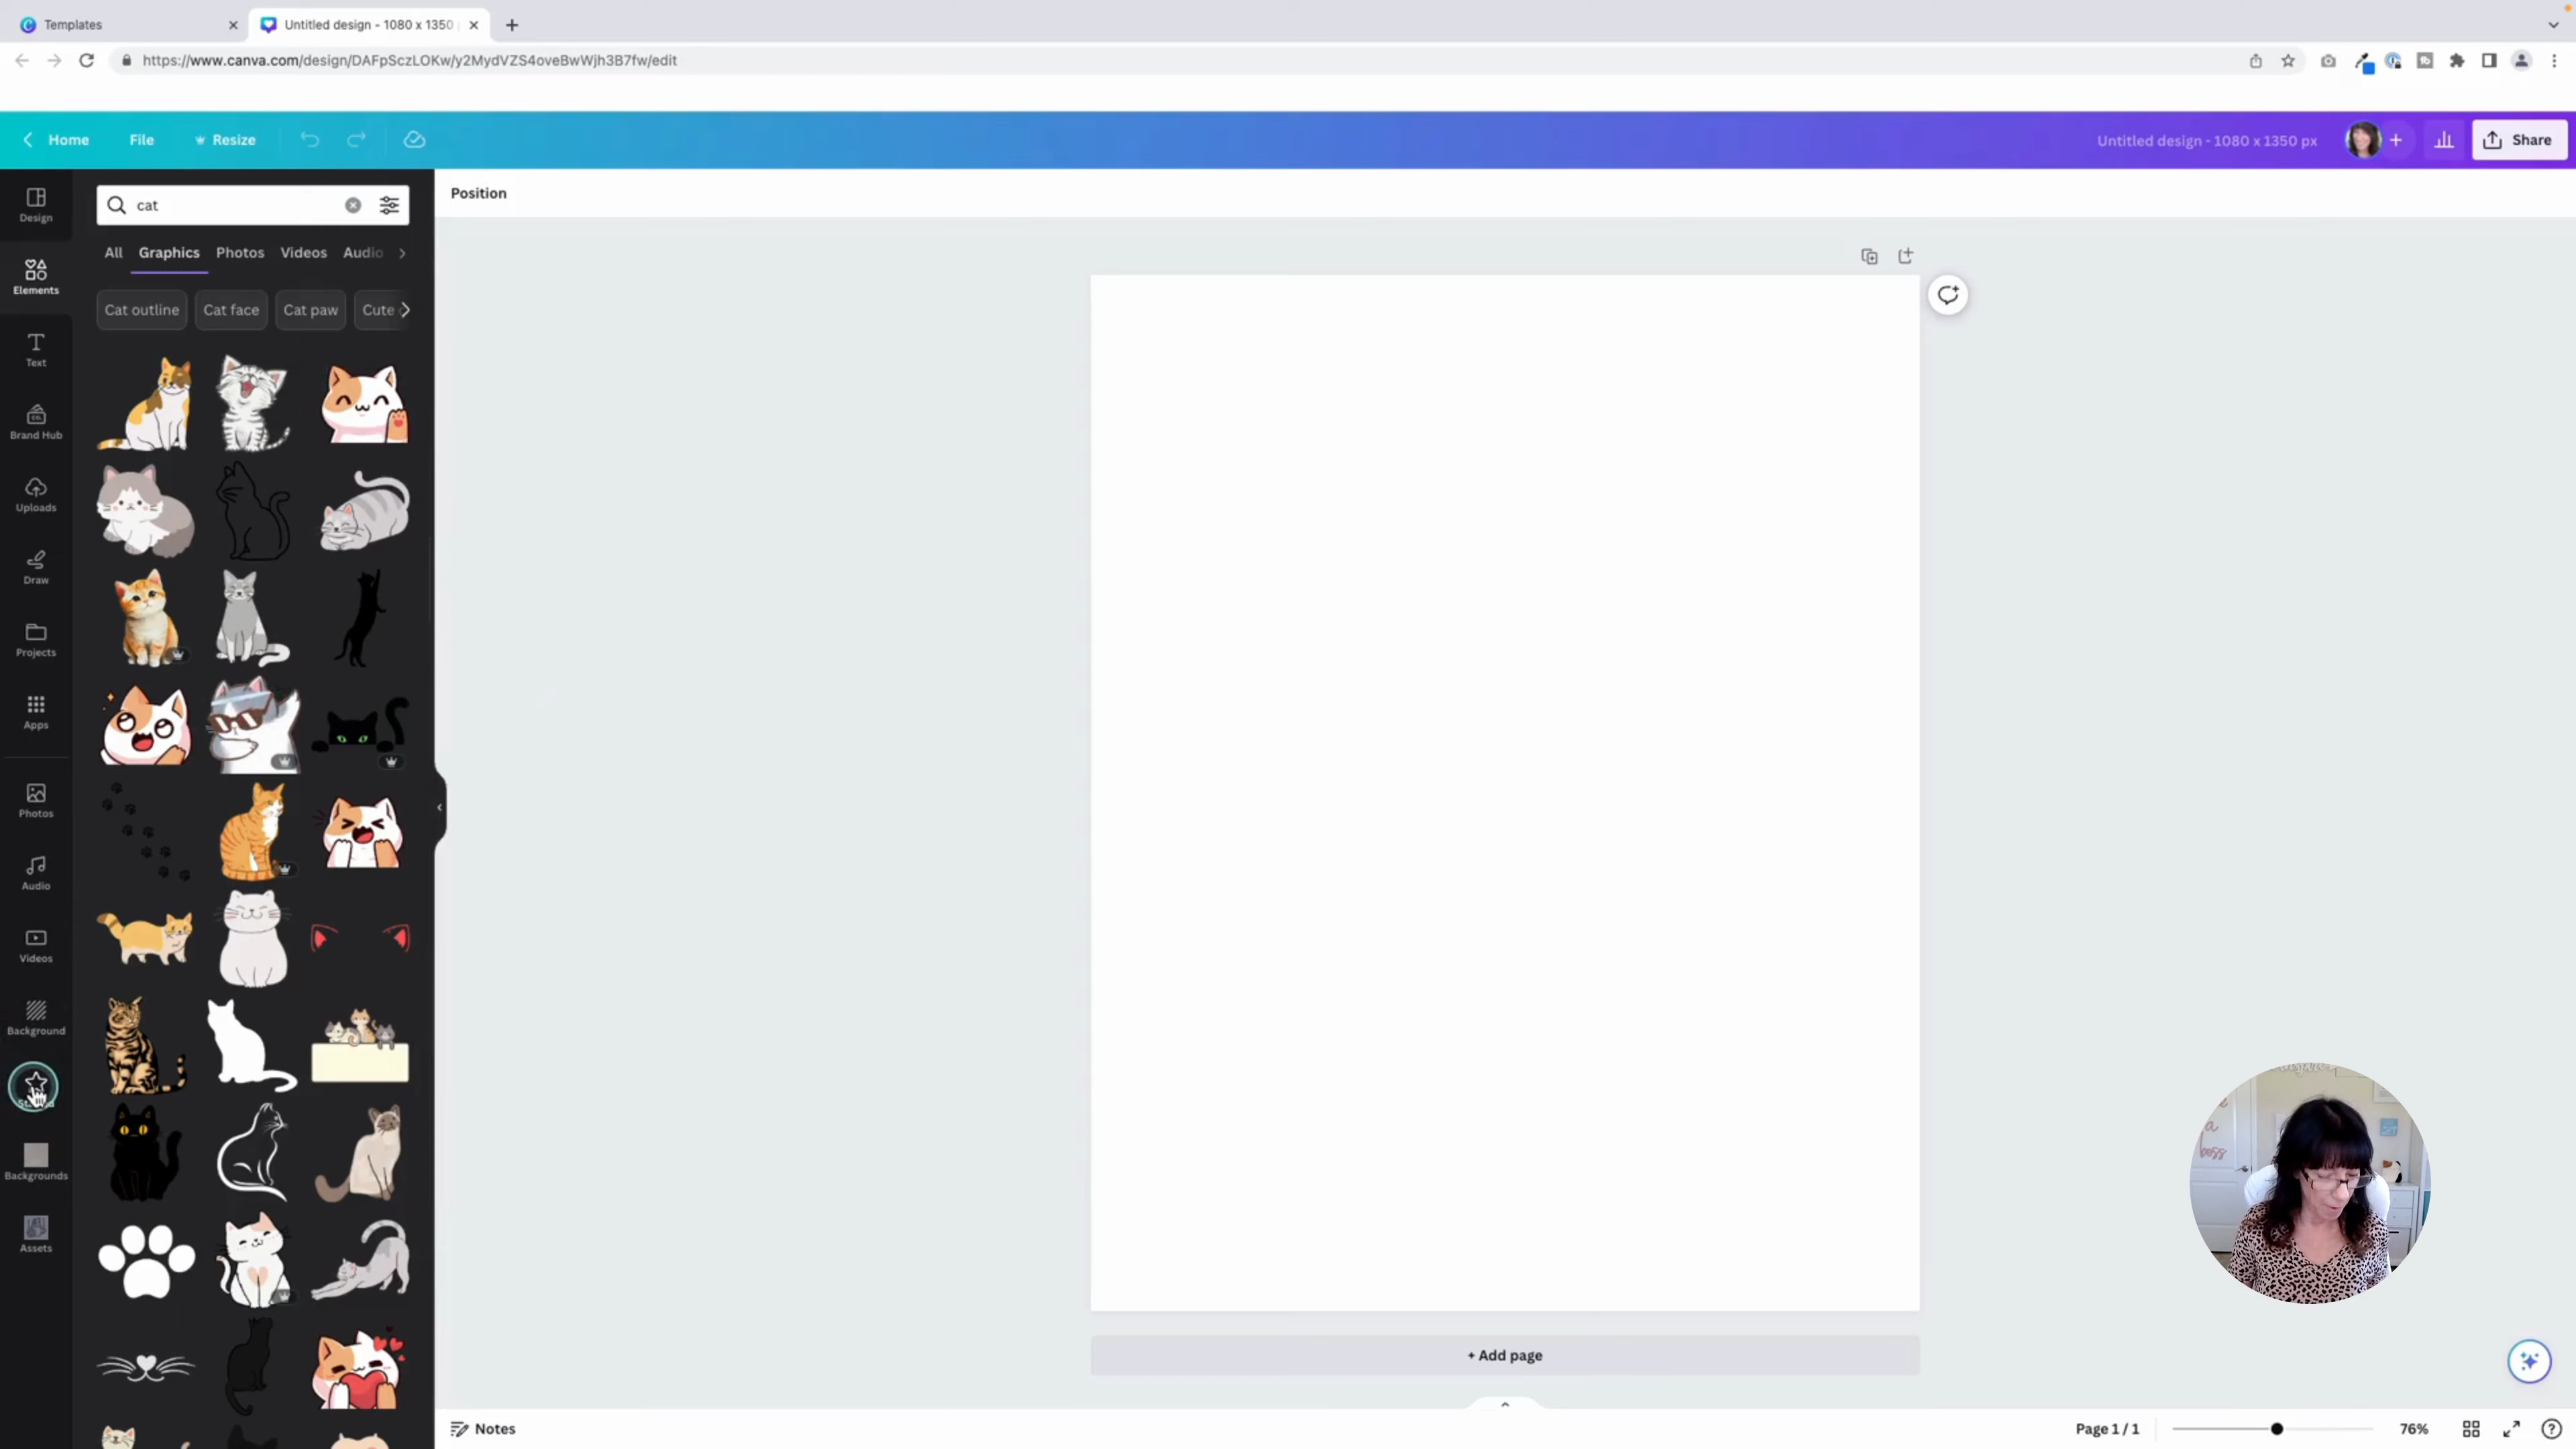 Templates
Untitled design - 1080 x 1350
https://www.canva.com/design/DAFpSczLOKw/y2MydVZS4oveBwWjh3B7fw/edit
Home File Resize
Untitled design - 1080 x 1350 px
Share
Design
Elements
Text
Brand Hub
Uploads
Draw
Projects
Apps
Photos
Audio
Videos
Background
Backgrounds
Assets
cat
All Graphics Photos Videos Audio
Cat outline Cat face Cat paw Cute
Position
a
boss
+ Add page
Notes
Page 1 / 1
76%